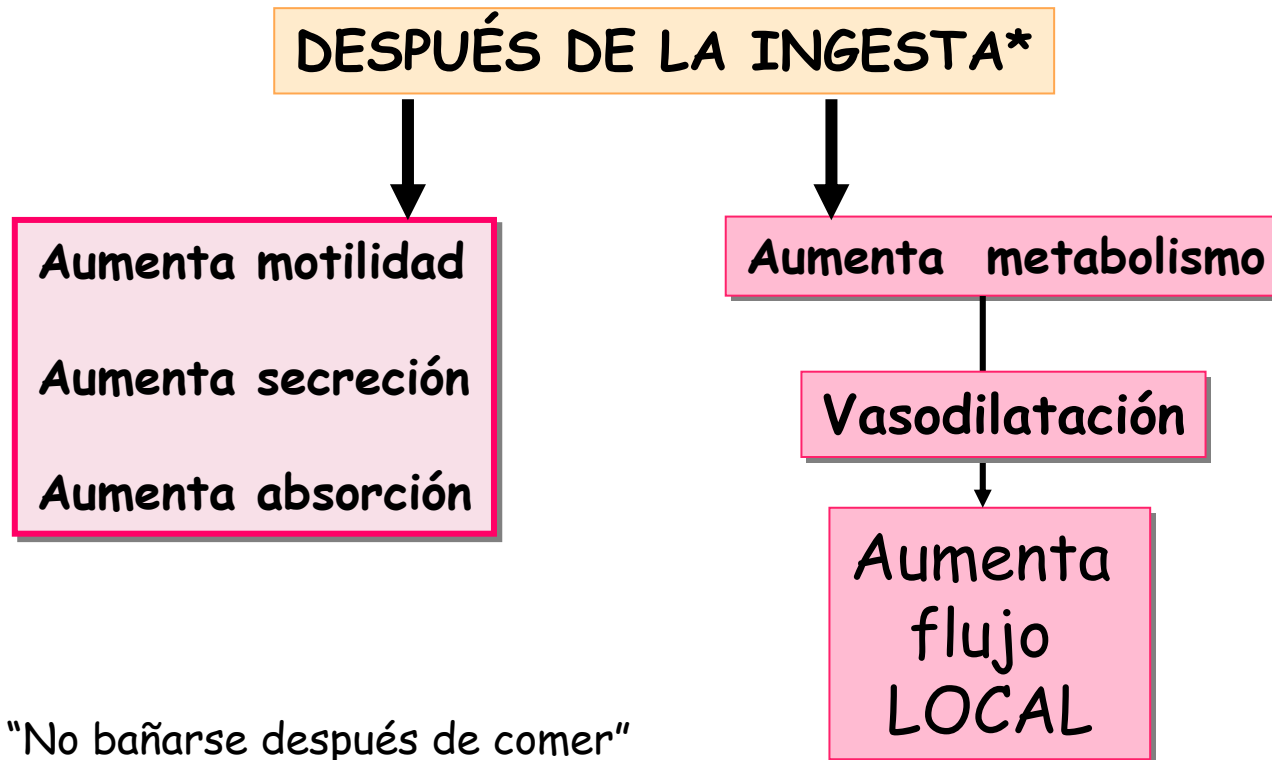 DESPUÉS DE LA INGESTA*
Aumenta motilidad
Aumenta secreción
Aumenta absorción
Aumenta metabolismo
Vasodilatación
Aumenta
flujo
LOCAL
“No bañarse después de comer”